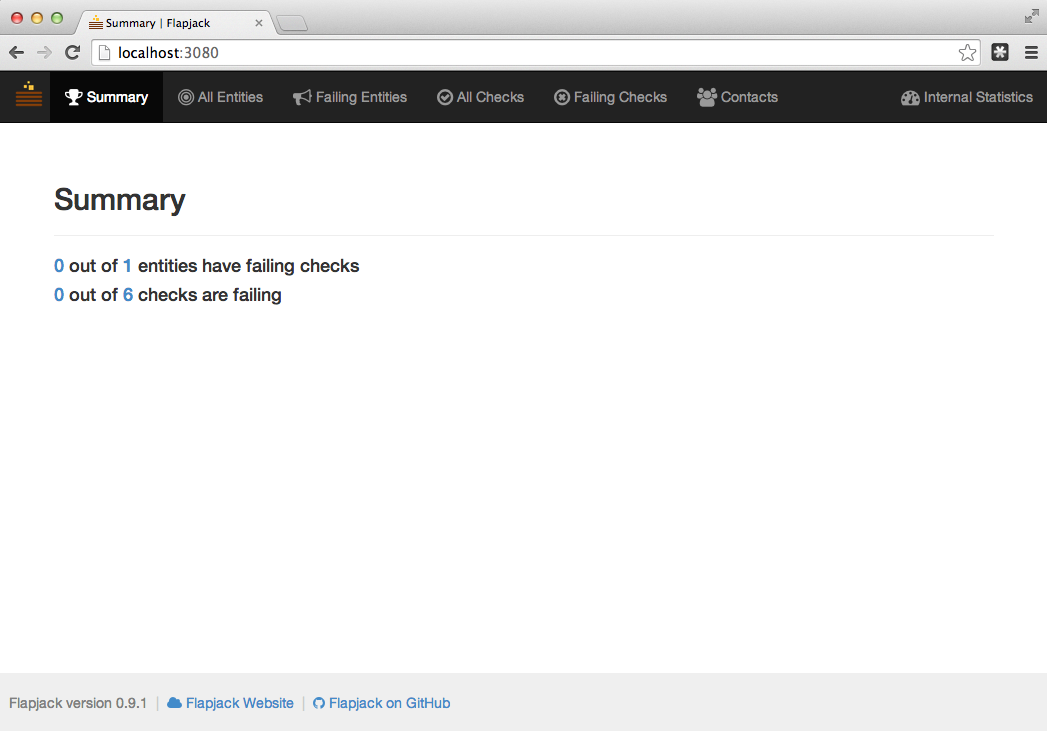 Summary | Flapjack
localhost:3080
Summary All Entities Failing Entities All Checks Failing Checks Contacts Internal Statistics
Summary
0 out of 1 entities have failing checks
0 out of 6 checks are failing
Flapjack version 0.9.1 | Flapjack Website | Flapjack on GitHub